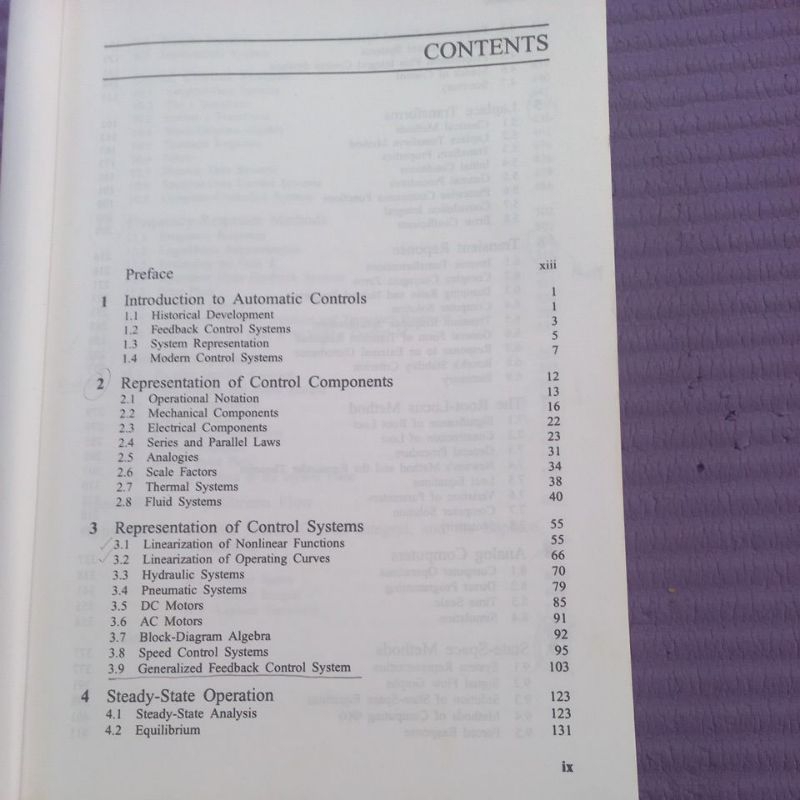 CONTENTS
Preface xiii
1 Introduction to Automatic Controls 1
1.1 Historical Development 1
1.2 Feedback Control Systems 3
1.3 System Representation 5
1.4 Modern Control Systems 7
2 Representation of Control Components 12
2.1 Operational Notation 13
2.2 Mechanical Components 16
2.3 Electrical Components 22
2.4 Series and Parallel Laws 23
2.5 Analogies 31
2.6 Scale Factors 34
2.7 Thermal Systems 38
2.8 Fluid Systems 40
3 Representation of Control Systems 55
3.1 Linearization of Nonlinear Functions 55
3.2 Linearization of Operating Curves 66
3.3 Hydraulic Systems 70
3.4 Pneumatic Systems 79
3.5 DC Motors 85
3.6 AC Motors 91
3.7 Block-Diagram Algebra 92
3.8 Speed Control Systems 95
3.9 Generalized Feedback Control System 103
4 Steady-State Operation 123
4.1 Steady-State Analysis 123
4.2 Equilibrium 131
ix